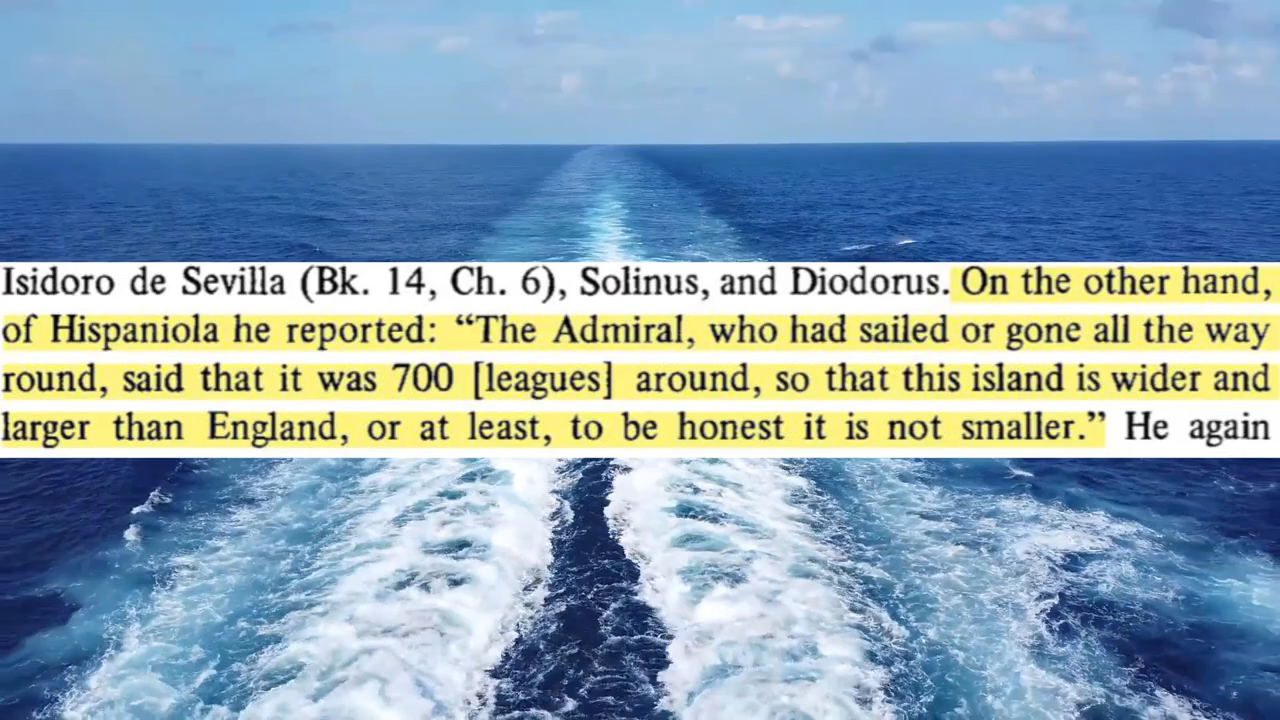 Isidoro de Sevilla (Bk. 14, Ch. 6), Solinus, and Diodorus. On the other hand,
of Hispaniola he reported: “The Admiral, who had sailed or gone all the way
round, said that it was 700 [leagues] around, so that this island is wider and
larger than England, or at least, to be honest it is not smaller.” He again